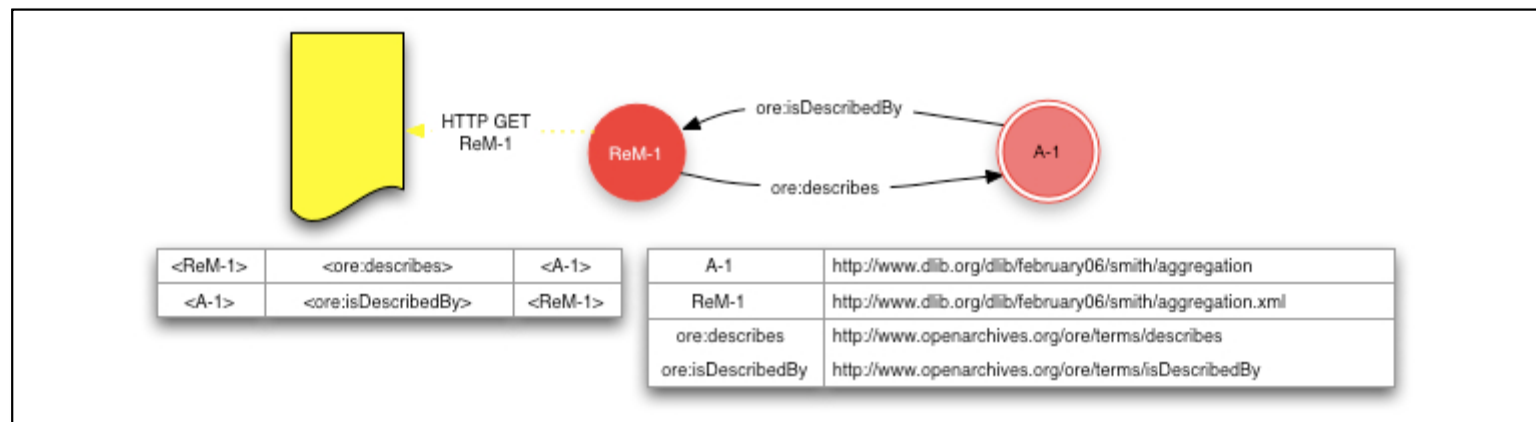 HTTP GET
ReM-1
ReM-1
ore:isDescribedBy
ore:describes
A-1
<ReM-1> <ore:describes> <A-1>
<A-1> <ore:isDescribedBy> <ReM-1>
A-1 http://www.dlib.org/dlib/february06/smith/aggregation
ReM-1 http://www.dlib.org/dlib/february06/smith/aggregation.xml
ore:describes http://www.openarchives.org/ore/terms/describes
ore:isDescribedBy http://www.openarchives.org/ore/terms/isDescribedBy